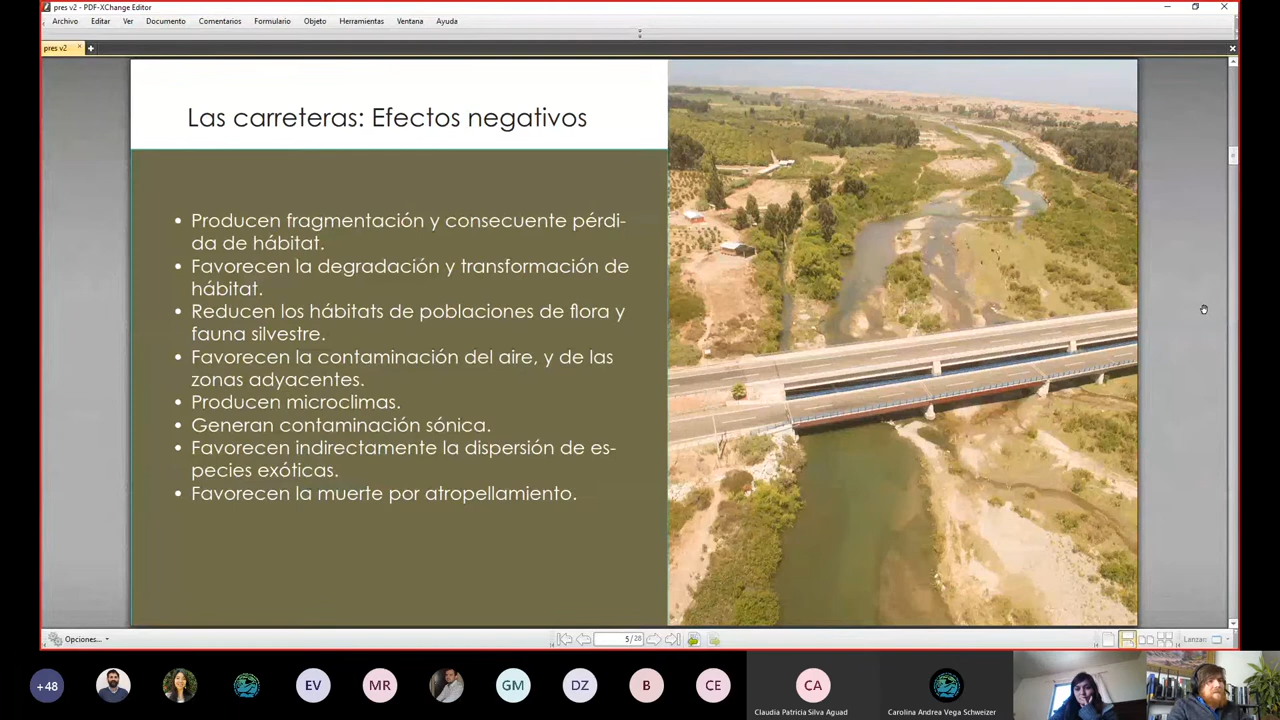 pres v2 - PDF-XChange Editor
Archivo Editar Ver Documento Comentarios Formulario Objeto Herramientas Ventana Ayuda
pres v2
Las carreteras: Efectos negativos
• Producen fragmentación y consecuente pérdi-
da de hábitat.
• Favorecen la degradación y transformación de
hábitat.
• Reducen los hábitats de poblaciones de flora y
fauna silvestre.
• Favorecen la contaminación del aire, y de las
zonas adyacentes.
• Producen microclimas.
• Generan contaminación sónica.
• Favorecen indirectamente la dispersión de es-
pecies exóticas.
• Favorecen la muerte por atropellamiento.
Opciones...
5/28
Lanzar
+48 EV MR GM DZ B CE CA
Claudia Patricia Silva Aguad
Carolina Andrea Vega Schweizer